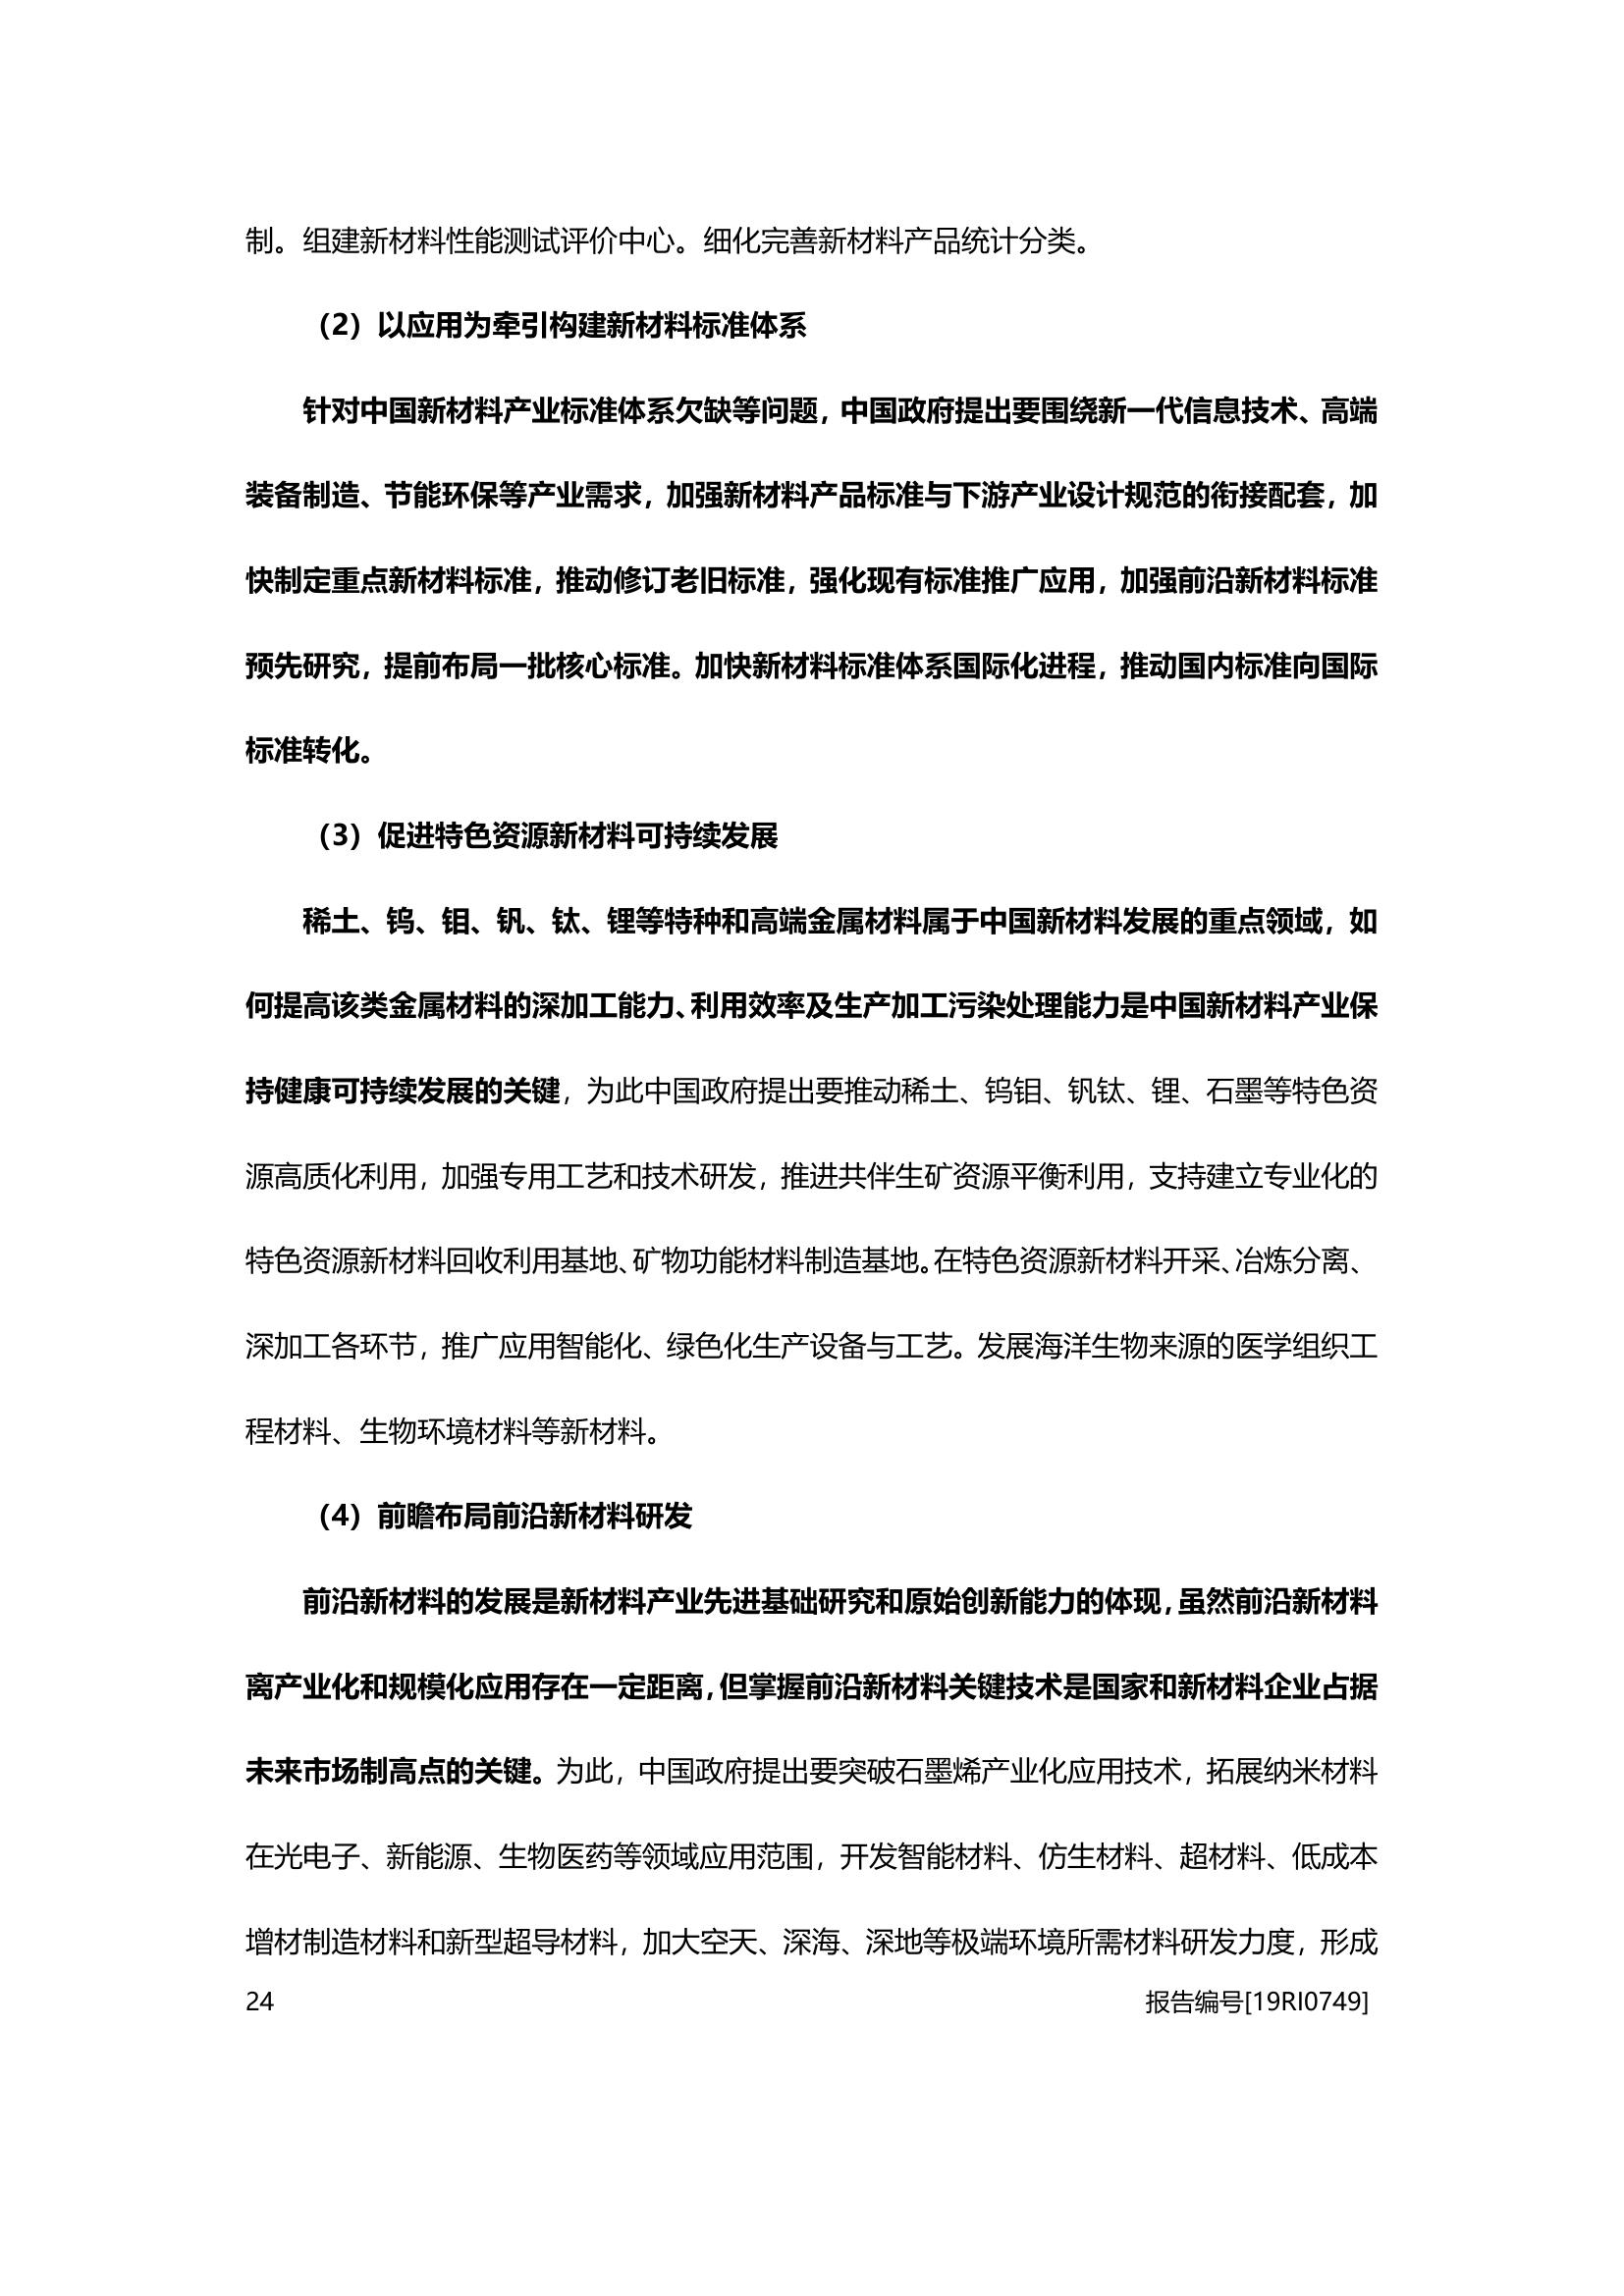 制。组建新材料性能测试评价中心。细化完善新材料产品统计分类。
（2）以应用为牵引构建新材料标准体系
针对中国新材料产业标准体系欠缺等问题，中国政府提出要围绕新一代信息技术、高端
装备制造、节能环保等产业需求，加强新材料产品标准与下游产业设计规范的衔接配套，加
快制定重点新材料标准，推动修订老旧标准，强化现有标准推广应用，加强前沿新材料标准
预先研究，提前布局一批核心标准。加快新材料标准体系国际化进程，推动国内标准向国际
标准转化。
（3）促进特色资源新材料可持续发展
稀土、钨、钼、钒、钛、锂等特种和高端金属材料属于中国新材料发展的重点领域，如
何提高该类金属材料的深加工能力、利用效率及生产加工污染处理能力是中国新材料产业保
持健康可持续发展的关键，为此中国政府提出要推动稀土、钨钼、钒钛、锂、石墨等特色资
源高质化利用，加强专用工艺和技术研发，推进共伴生矿资源平衡利用，支持建立专业化的
特色资源新材料回收利用基地、矿物功能材料制造基地。在特色资源新材料开采、冶炼分离、
深加工各环节，推广应用智能化、绿色化生产设备与工艺。发展海洋生物来源的医学组织工
程材料、生物环境材料等新材料。
（4）前瞻布局前沿新材料研发
前沿新材料的发展是新材料产业先进基础研究和原始创新能力的体现，虽然前沿新材料
离产业化和规模化应用存在一定距离，但掌握前沿新材料关键技术是国家和新材料企业占据
未来市场制高点的关键。为此，中国政府提出要突破石墨烯产业化应用技术，拓展纳米材料
在光电子、新能源、生物医药等领域应用范围，开发智能材料、仿生材料、超材料、低成本
增材制造材料和新型超导材料，加大空天、深海、深地等极端环境所需材料研发力度，形成
24 报告编号[19RI0749]